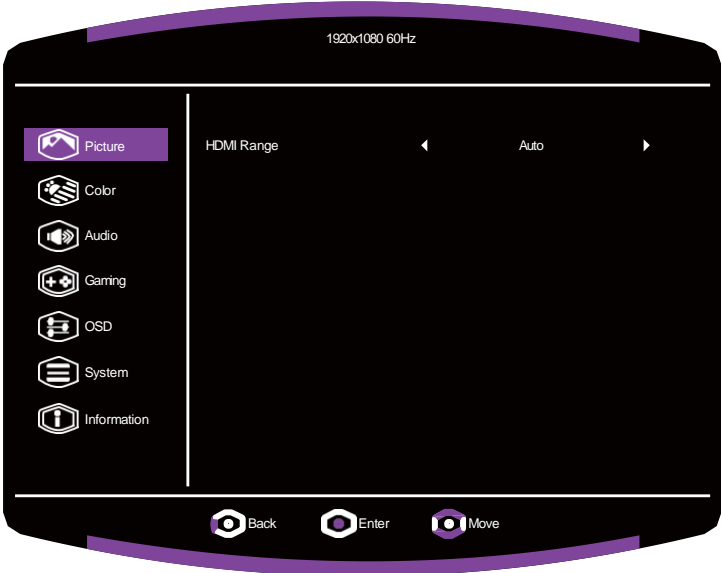 1920x1080 60Hz
Picture
HDMI Range Auto
Color
Audio
Gaming
OSD
System
Information
Back Enter Move